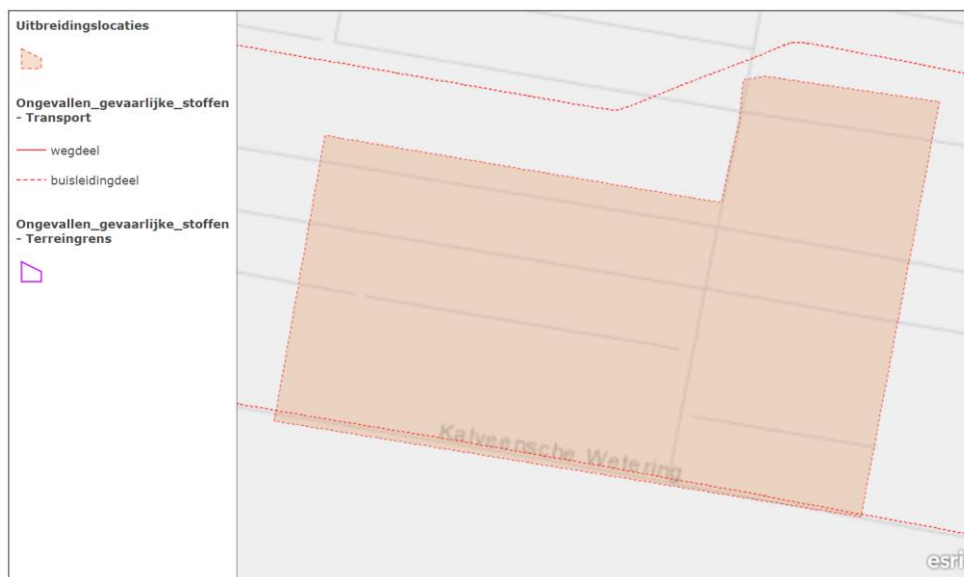 Uitbreidingslocaties
Ongevallen_gevaarlijke_stoffen
- Transport
wegdeel
buisleidingdeel
Ongevallen_gevaarlijke_stoffen
- Terreingrens
Kalveensche Wetering
esri